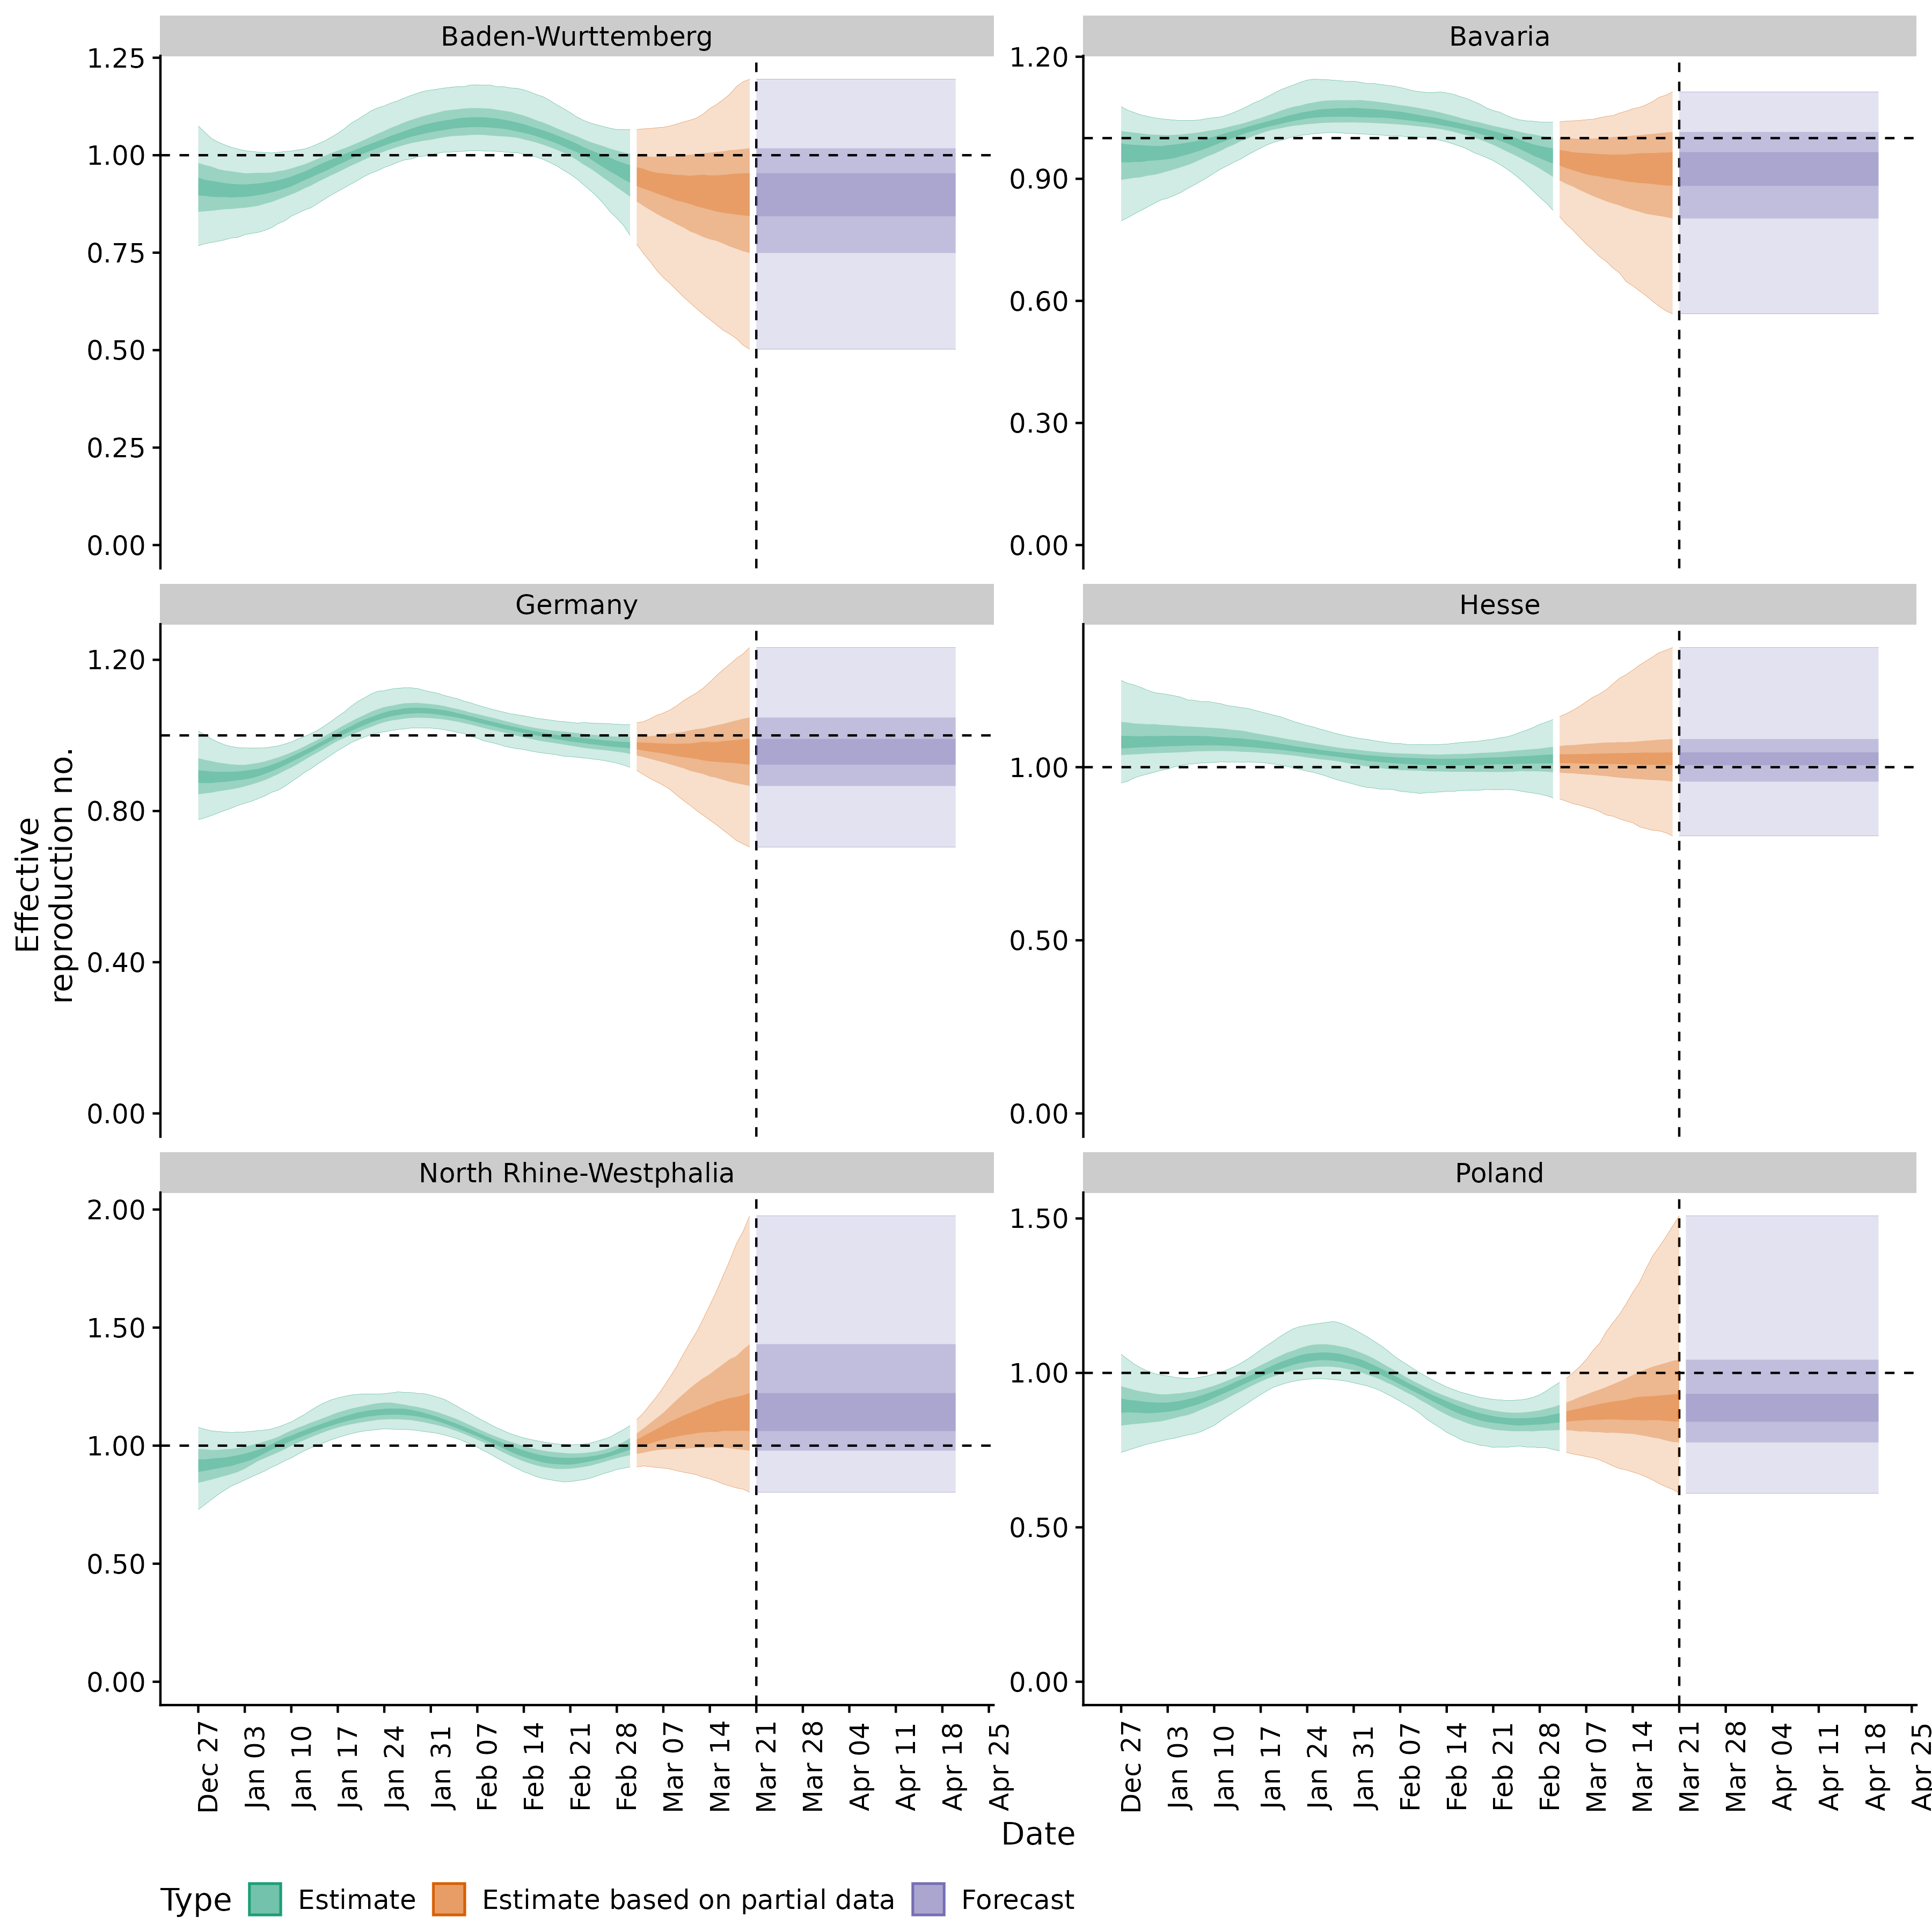 Baden-Wurttemberg
1.25
1.00
0.75
0.50
0.25
0.00
Bavaria
1.20
0.90
0.60
0.30
0.00
Germany
1.20
0.80
0.40
0.00
Hesse
1.00
0.50
0.00
Effective
reproduction no.
North Rhine-Westphalia
2.00
1.50
1.00
0.50
0.00
Poland
1.50
1.00
0.50
0.00
Dec 27
Jan 03
Jan 10
Jan 17
Jan 24
Jan 31
Feb 07
Feb 14
Feb 21
Feb 28
Mar 07
Mar 14
Mar 21
Mar 28
Apr 04
Apr 11
Apr 18
Apr 25
Dec 27
Jan 03
Jan 10
Jan 17
Jan 24
Jan 31
Feb 07
Feb 14
Feb 21
Feb 28
Mar 07
Mar 14
Mar 21
Mar 28
Apr 04
Apr 11
Apr 18
Apr 25
Date
Type Estimate Estimate based on partial data Forecast